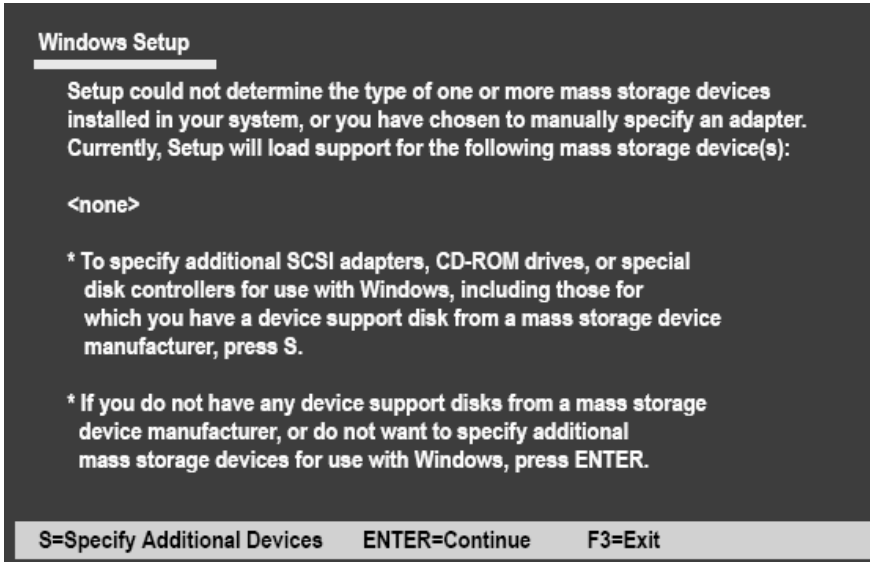 Windows Setup
Setup could not determine the type of one or more mass storage devices
installed in your system, or you have chosen to manually specify an adapter.
Currently, Setup will load support for the following mass storage device(s):
<none>
* To specify additional SCSI adapters, CD-ROM drives, or special
disk controllers for use with Windows, including those for
which you have a device support disk from a mass storage device
manufacturer, press S.
* If you do not have any device support disks from a mass storage
device manufacturer, or do not want to specify additional
mass storage devices for use with Windows, press ENTER.
S=Specify Additional Devices ENTER=Continue F3=Exit